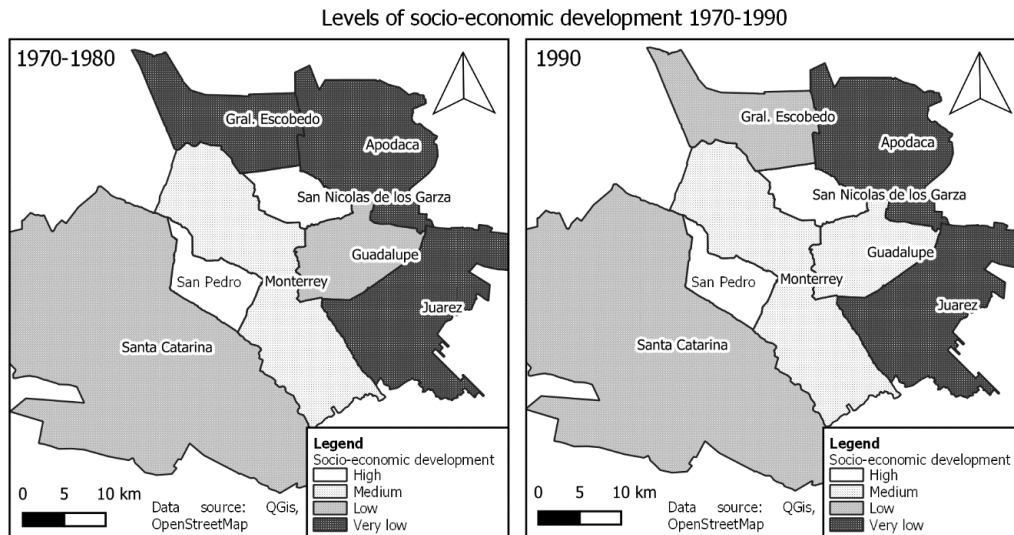 Levels of socio-economic development 1970-1990
1970-1980
Gral. Escobedo
Apodaca
San Nicolas de los Garza
Guadalupe
San Pedro
Monterrey
Juarez
Santa Catarina
Legend
Socio-economic development
High
Medium
Low
Very low
0 5 10 km
Data source: QGis,
OpenStreetMap
1990
Gral. Escobedo
Apodaca
San Nicolas de los Garza
Guadalupe
San Pedro
Monterrey
Juarez
Santa Catarina
Legend
Socio-economic development
High
Medium
Low
Very low
0 5 10 km
Data source: QGis,
OpenStreetMap